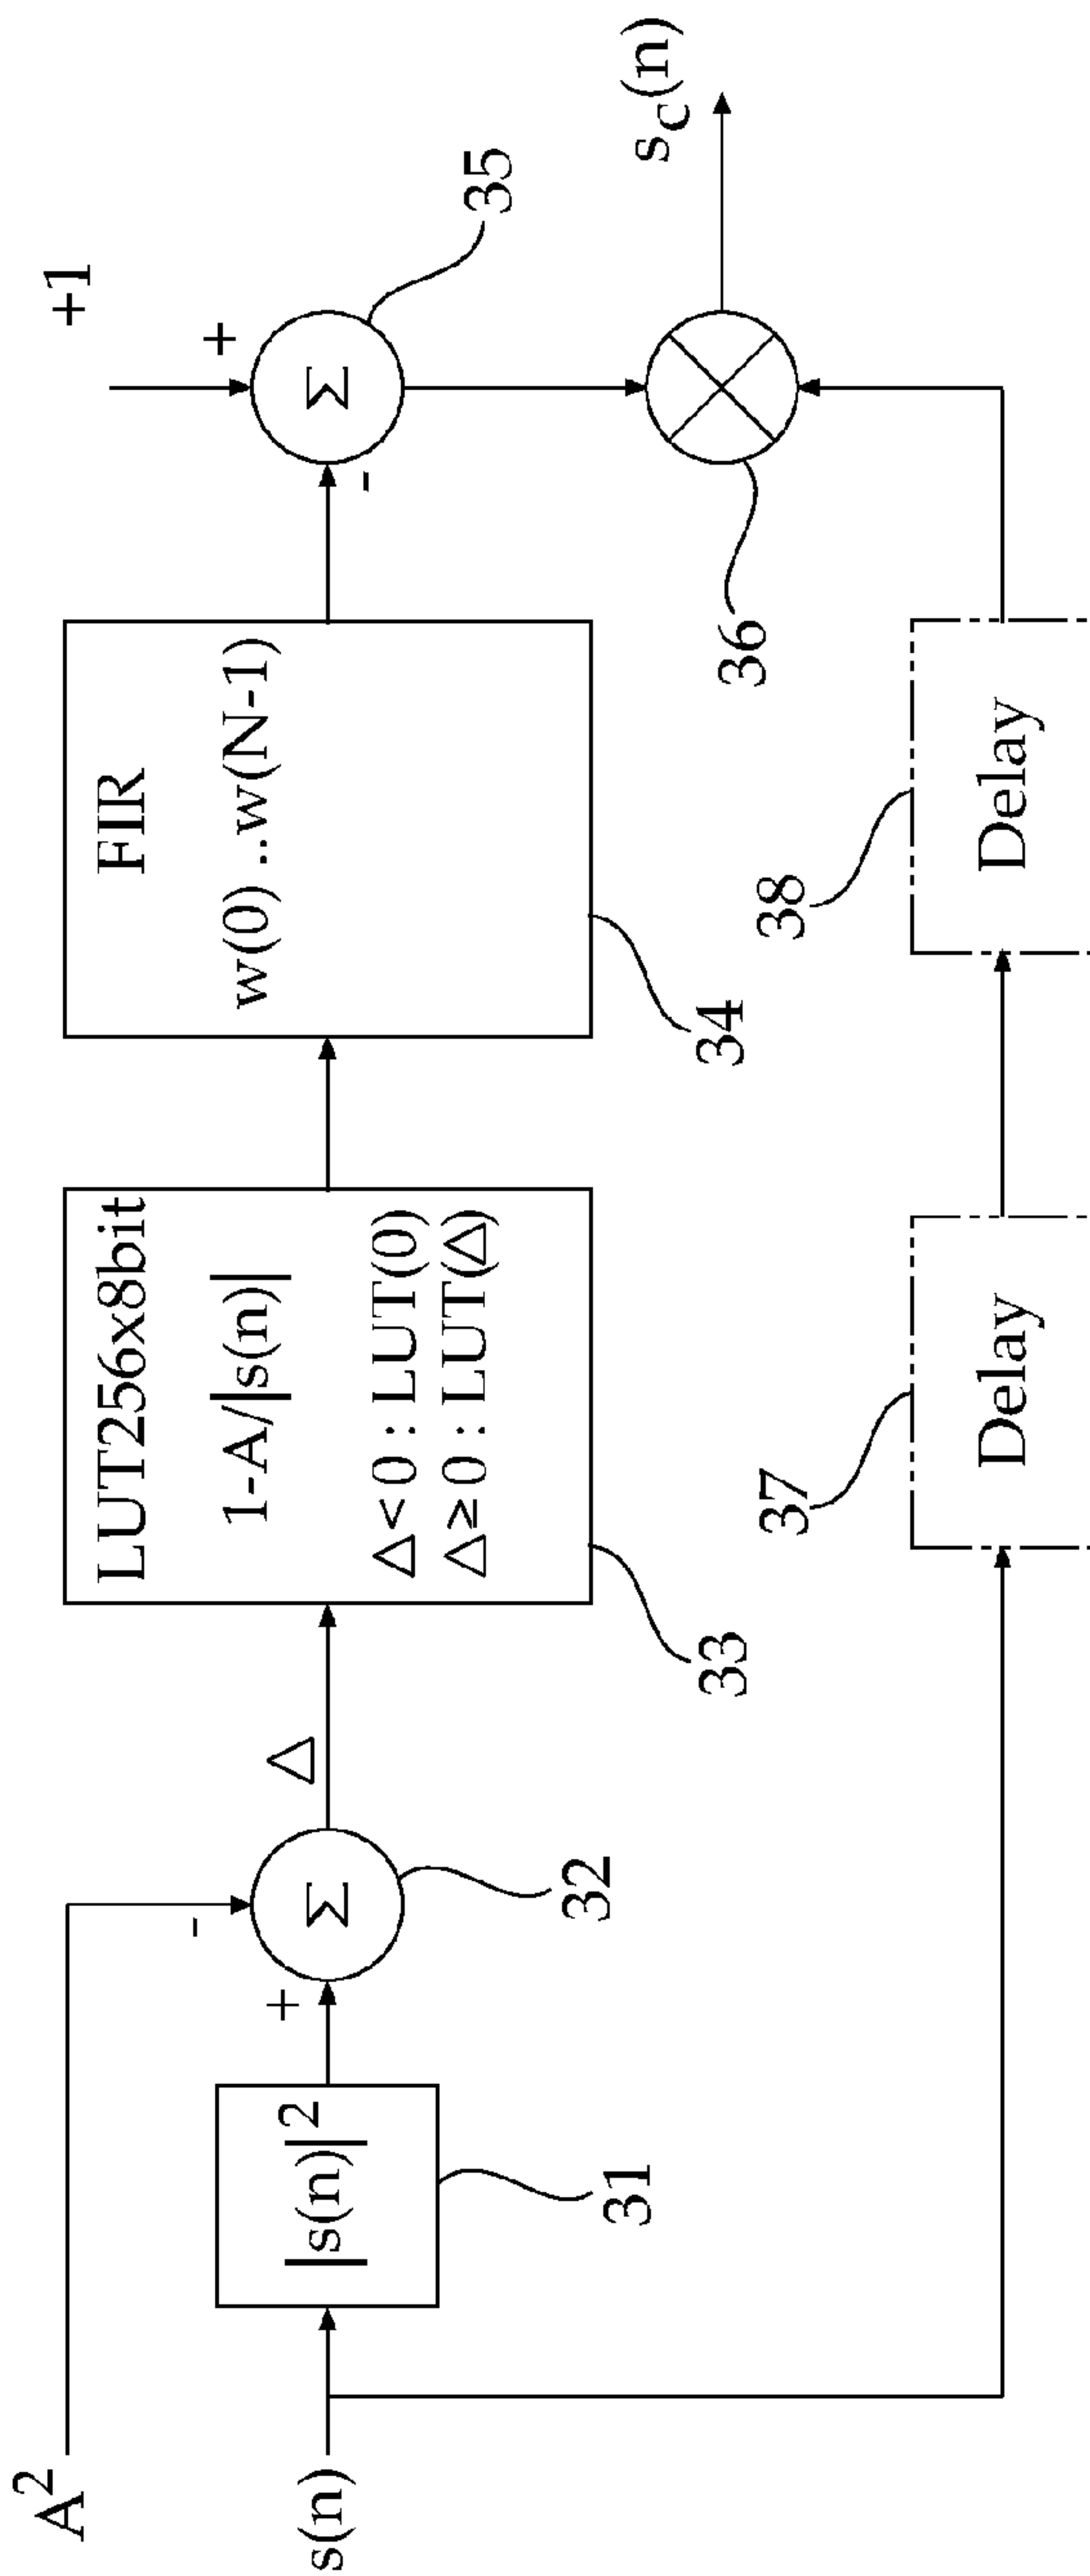 A²
s(n)
|s(n)|²
31
-
+
Σ
32
Δ
LUT256x8bit
1-A/|s(n)|
Δ<0 : LUT(0)
Δ≥0 : LUT(Δ)
33
FIR
w(0) ..w(N-1)
34
+1
+
-
Σ
35
36
s_c(n)
Delay
37
Delay
38